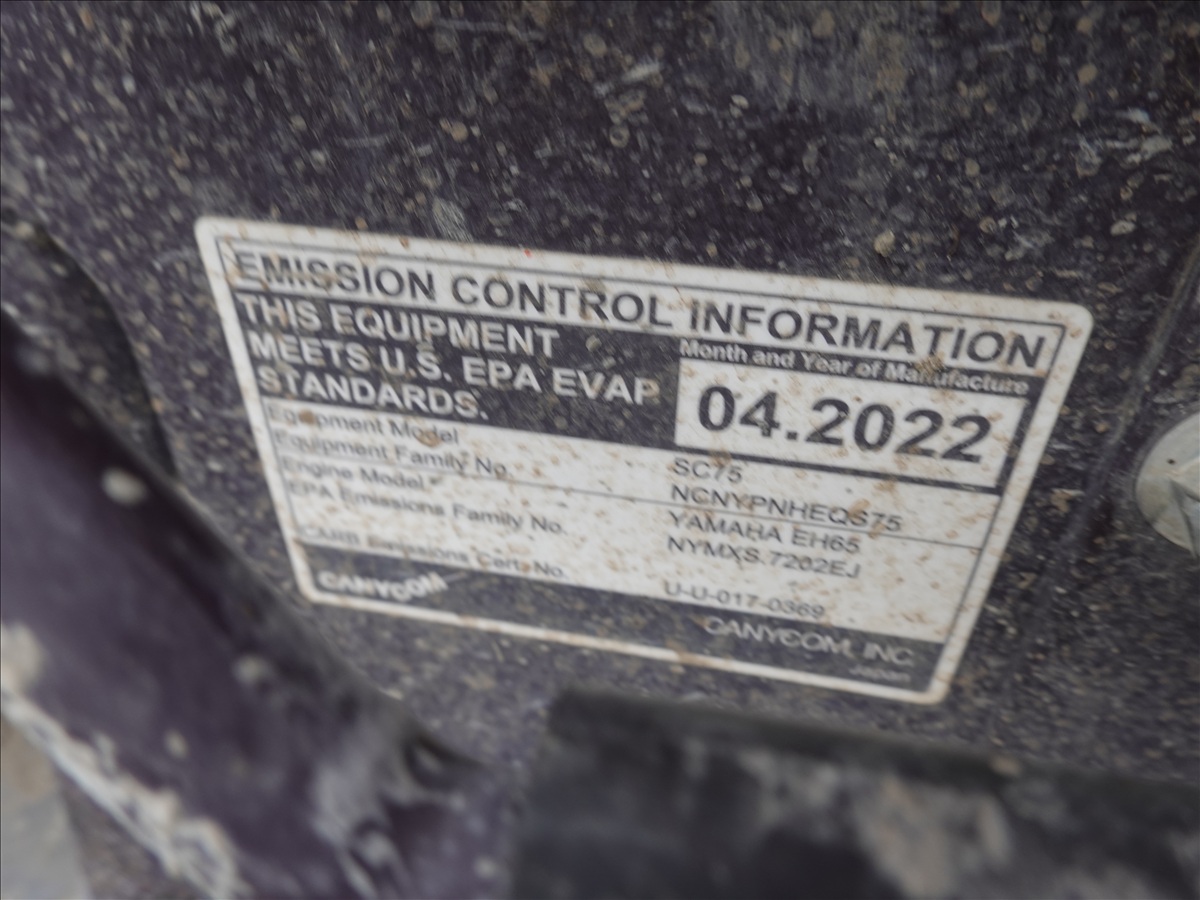 EMISSION CONTROL INFORMATION
THIS EQUIPMENT
MEETS U.S. EPA EVAP
STANDARDS.
Month and Year of Manufacture
04.2022
Equipment Model SC75
Equipment Family No. NCNYPNHEQS75
Engine Model YAMAHA EH65
EPA Emissions Family No. NYMXS.7202EJ
CARB Emissions Cert. No. U-U-017-0369
CANYCOM CANYCOM, INC
Japan